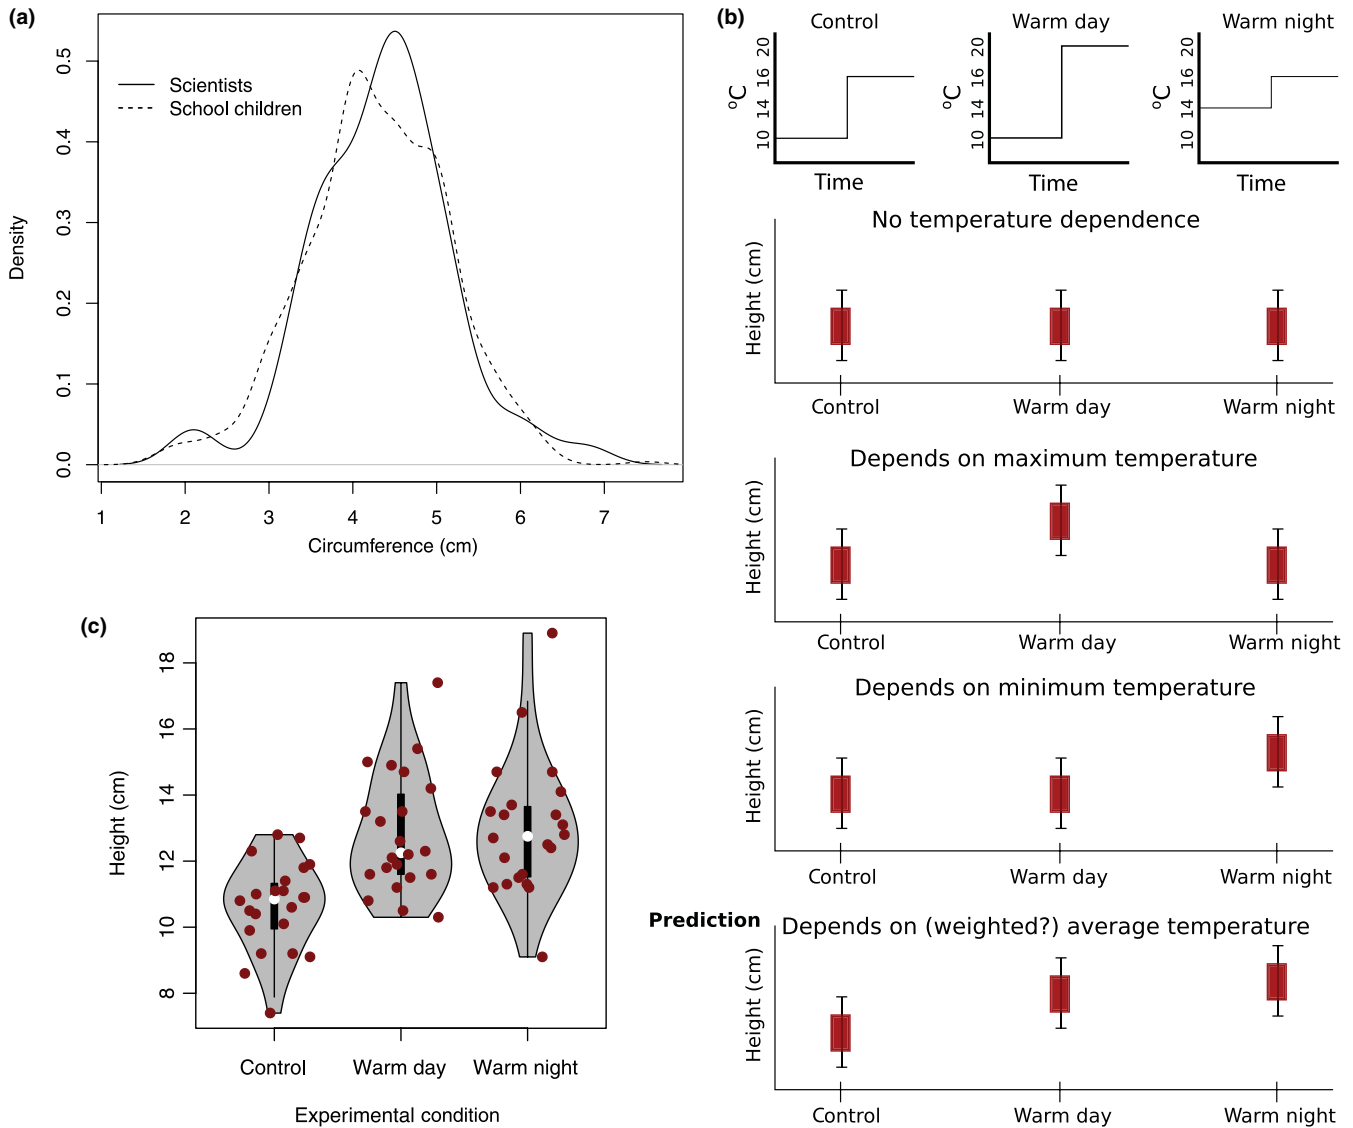 (a)
0.5
0.4
0.3
0.2
0.1
0.0
Density
Scientists
School children
1 2 3 4 5 6 7
Circumference (cm)
(b)
Control
Warm day
Warm night
20
16
14
10
°C
Time
20
16
14
10
°C
Time
20
16
14
10
°C
Time
No temperature dependence
Height (cm)
Control Warm day Warm night
Depends on maximum temperature
Height (cm)
Control Warm day Warm night
Depends on minimum temperature
Height (cm)
Control Warm day Warm night
Prediction
Depends on (weighted?) average temperature
Height (cm)
Control Warm day Warm night
(c)
18
16
14
12
10
8
Height (cm)
Control Warm day Warm night
Experimental condition